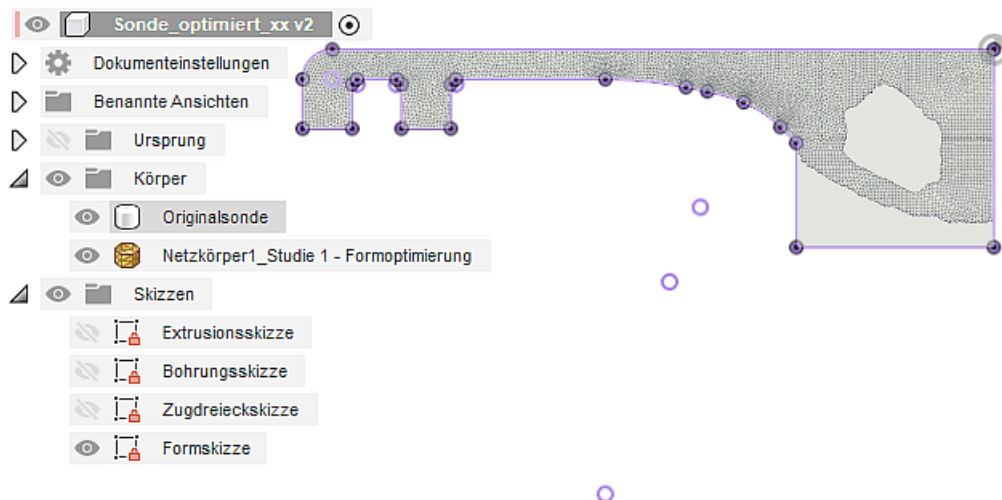 Sonde_optimiert_xx v2
Dokumenteinstellungen
Benannte Ansichten
Ursprung
Körper
Originalsonde
Netzkörper1_Studie 1 - Formoptimierung
Skizzen
Extrusionsskizze
Bohrungsskizze
Zugdreieckskizze
Formskizze